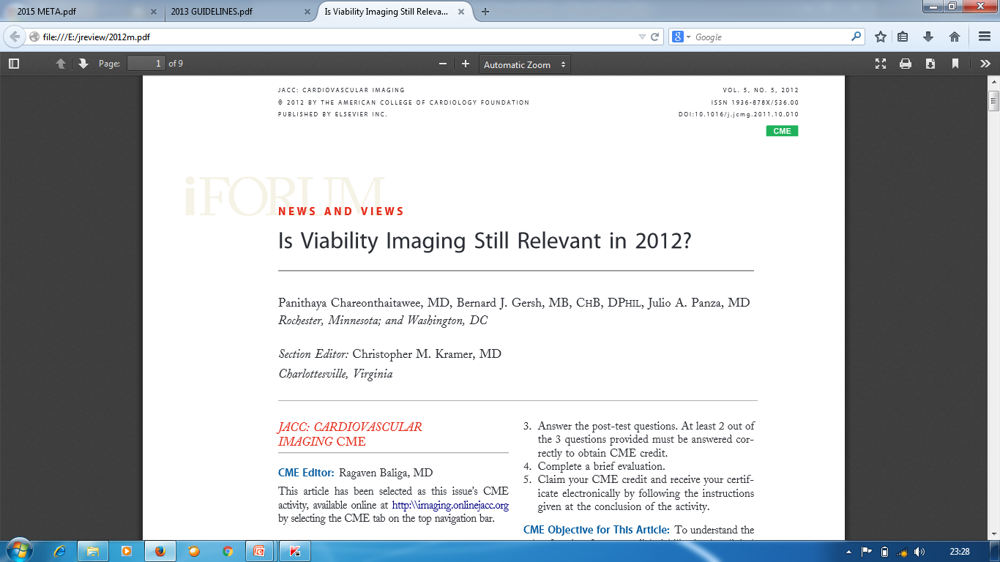 2015 META.pdf
2013 GUIDELINES.pdf
Is Viability Imaging Still Releva...
file:///E:/jreview/2012m.pdf
Google
Page: 1 of 9
Automatic Zoom
JACC: CARDIOVASCULAR IMAGING
© 2012 BY THE AMERICAN COLLEGE OF CARDIOLOGY FOUNDATION
PUBLISHED BY ELSEVIER INC.
VOL. 5, NO. 5, 2012
ISSN 1936-878X/$36.00
DOI:10.1016/j.jcmg.2011.10.010
CME
iFORUM
NEWS AND VIEWS
Is Viability Imaging Still Relevant in 2012?
Panithaya Chareonthaitawee, MD, Bernard J. Gersh, MB, CHB, DPHIL, Julio A. Panza, MD
Rochester, Minnesota; and Washington, DC
Section Editor: Christopher M. Kramer, MD
Charlottesville, Virginia
JACC: CARDIOVASCULAR
IMAGING CME
CME Editor: Ragaven Baliga, MD
This article has been selected as this issue's CME
activity, available online at http:\\imaging.onlinejacc.org
by selecting the CME tab on the top navigation bar.
3. Answer the post-test questions. At least 2 out of
the 3 questions provided must be answered cor-
rectly to obtain CME credit.
4. Complete a brief evaluation.
5. Claim your CME credit and receive your certif-
icate electronically by following the instructions
given at the conclusion of the activity.
CME Objective for This Article: To understand the
23:28